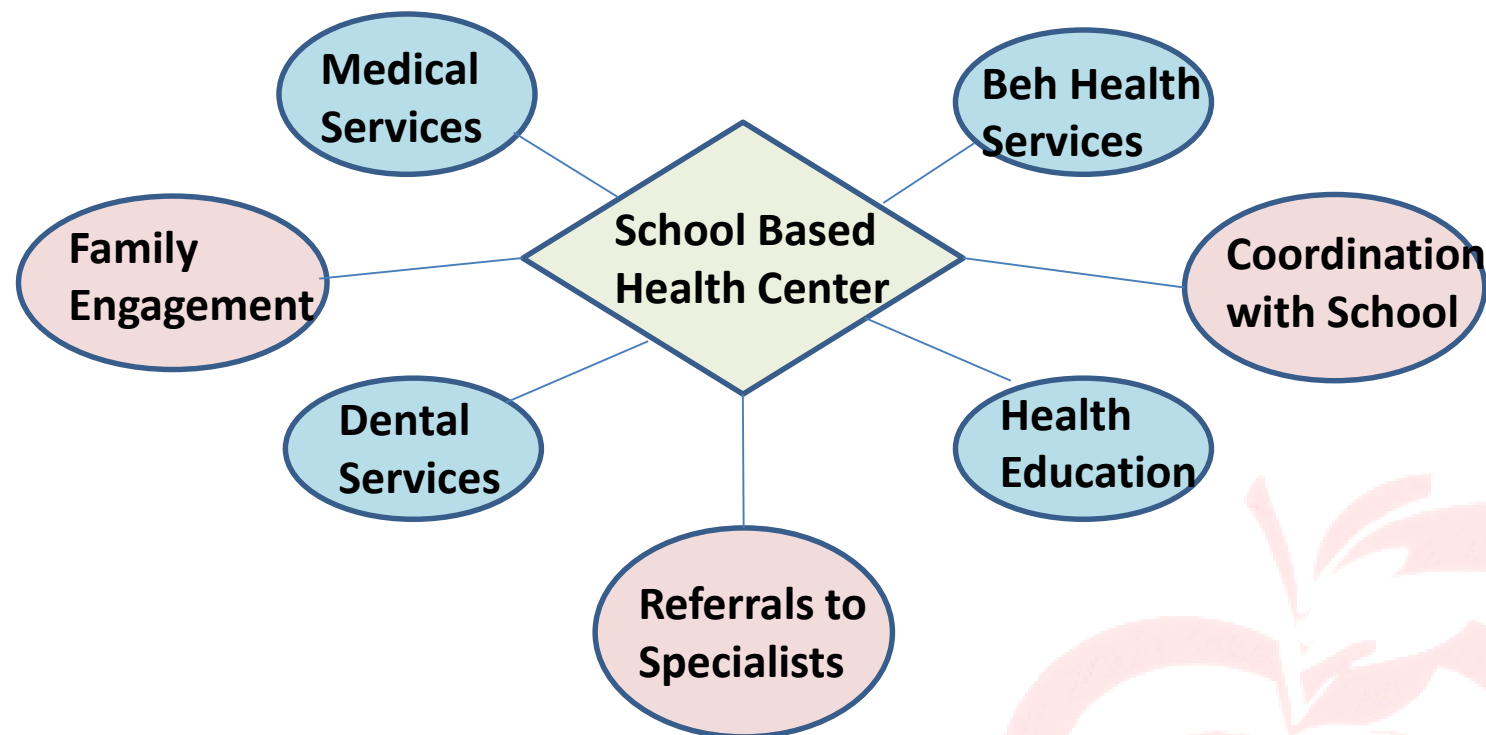 Medical
Services
Beh Health
Services
School Based
Health Center
Family
Engagement
Coordination
with School
Dental
Services
Health
Education
Referrals to
Specialists